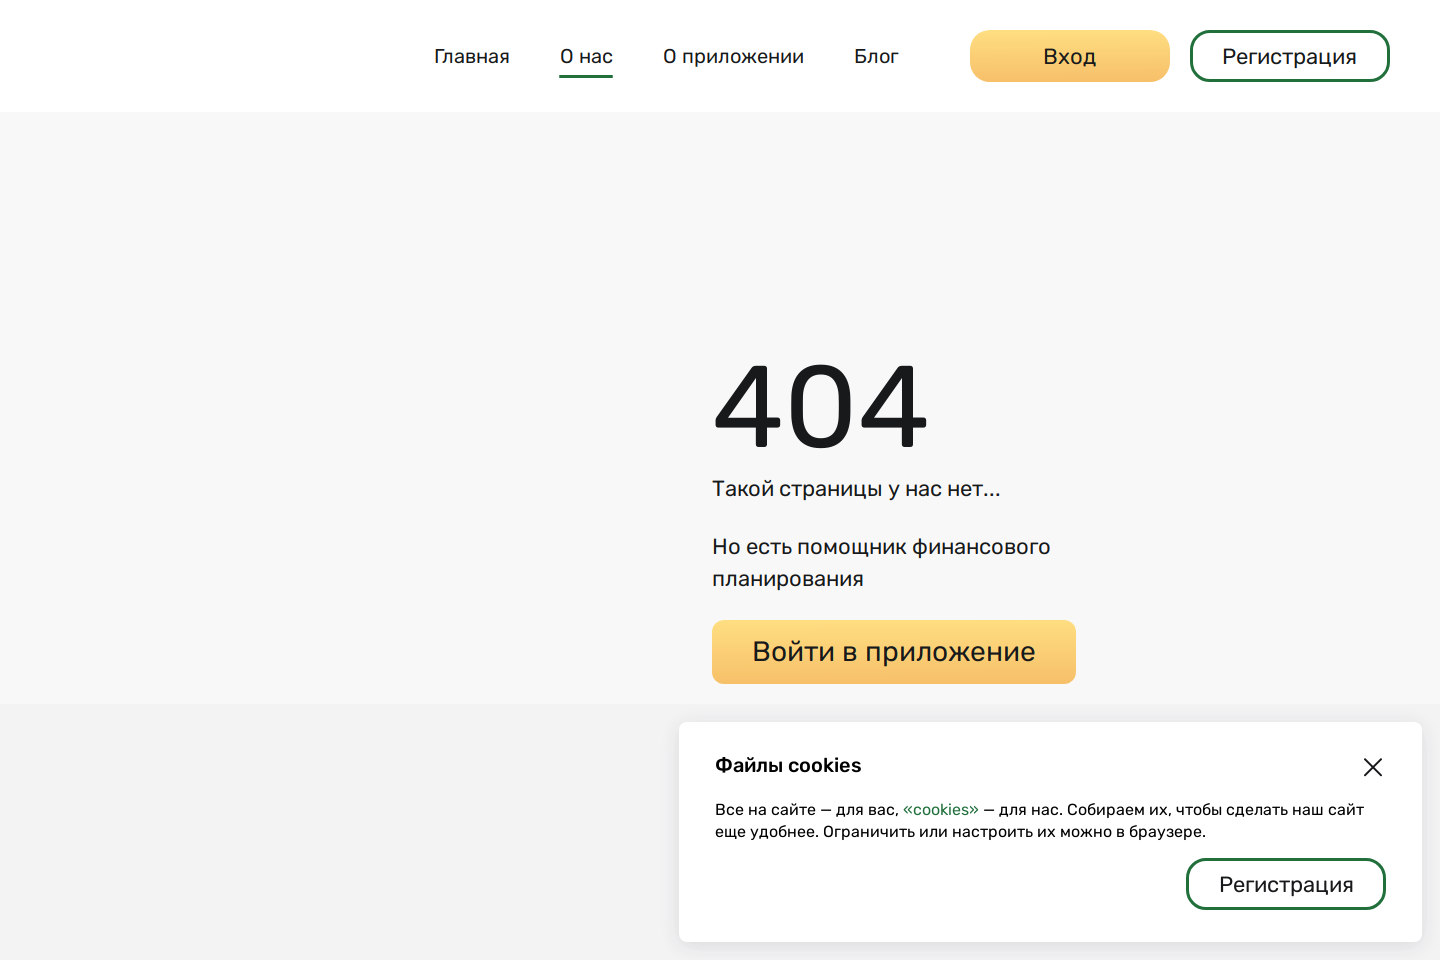 Главная О нас О приложении Блог Вход Регистрация
404
Такой страницы у нас нет...
Но есть помощник финансового
планирования
Войти в приложение
Файлы cookies
Все на сайте — для вас, «cookies» — для нас. Собираем их, чтобы сделать наш сайт
еще удобнее. Ограничить или настроить их можно в браузере.
Регистрация